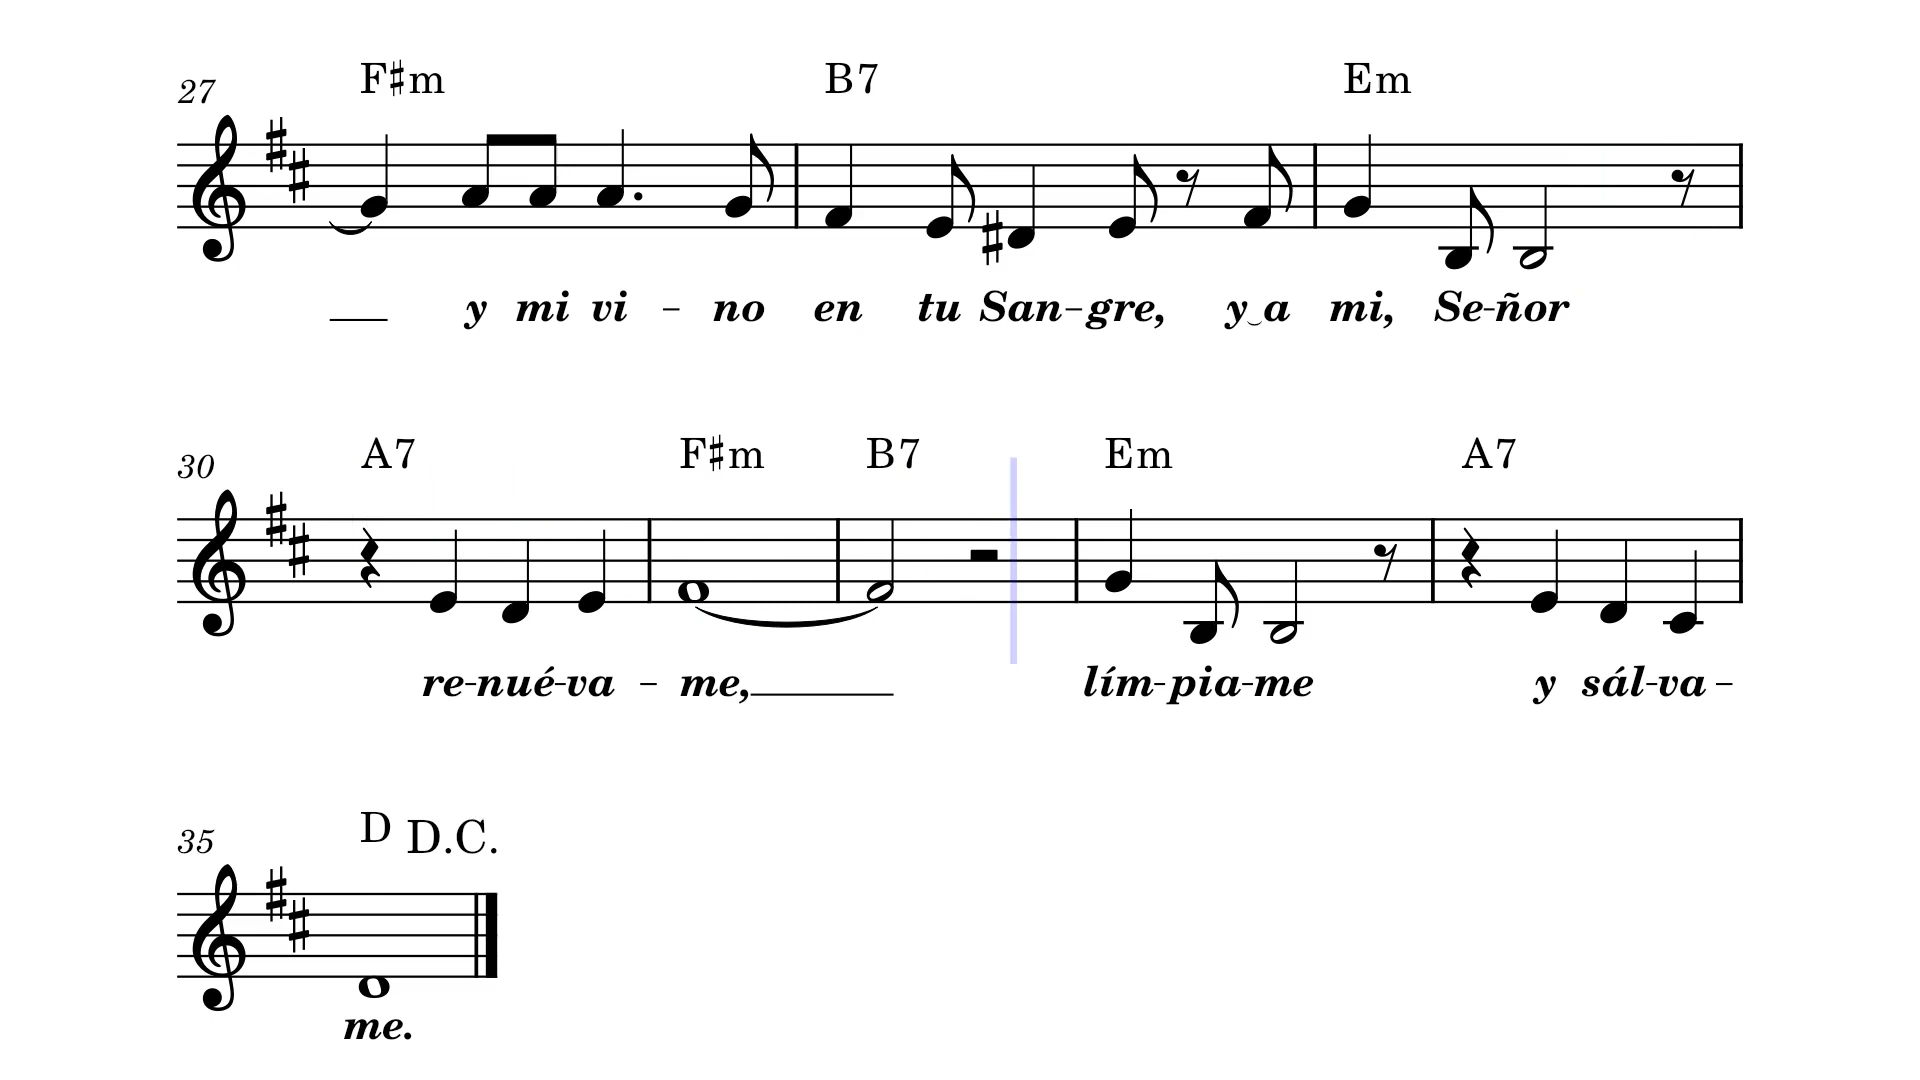 27 F♯m B7 Em
y mi vi - no en tu San-gre, y‿a mi, Se-ñor
30 A7 F♯m B7 Em A7
re-nué-va - me, lím-pia-me y sál-va -
35 D D.C.
me.